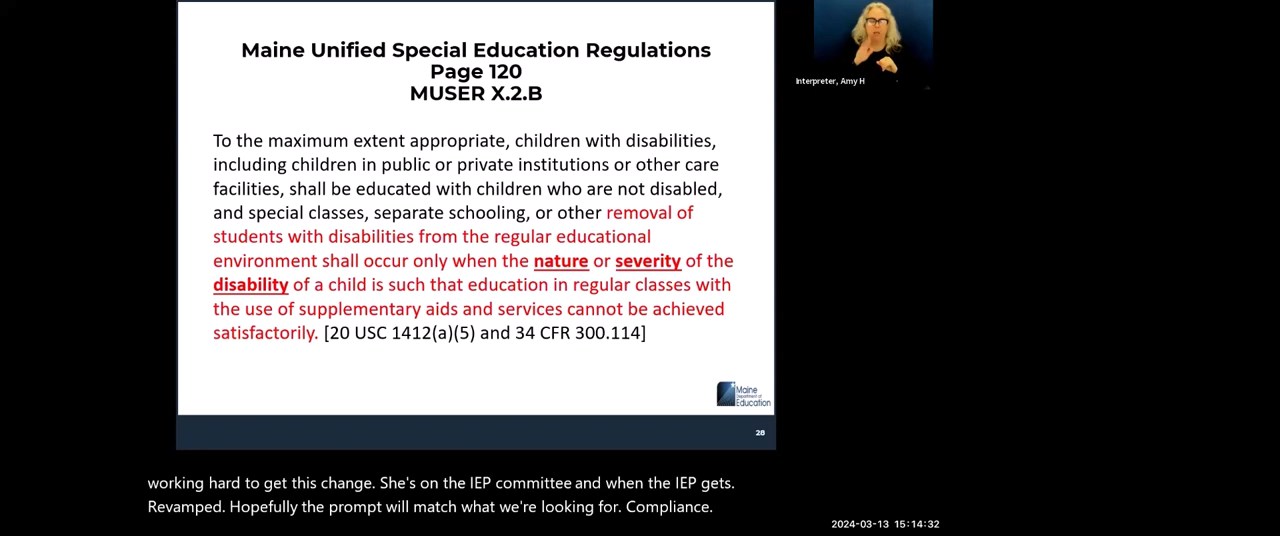 Maine Unified Special Education Regulations
Page 120
MUSER X.2.B
To the maximum extent appropriate, children with disabilities,
including children in public or private institutions or other care
facilities, shall be educated with children who are not disabled,
and special classes, separate schooling, or other removal of
students with disabilities from the regular educational
environment shall occur only when the nature or severity of the
disability of a child is such that education in regular classes with
the use of supplementary aids and services cannot be achieved
satisfactorily. [20 USC 1412(a)(5) and 34 CFR 300.114]
Maine
Department of
Education
28
Interpreter, Amy H
working hard to get this change. She's on the IEP committee and when the IEP gets.
Revamped. Hopefully the prompt will match what we're looking for. Compliance.
2024-03-13 15:14:32